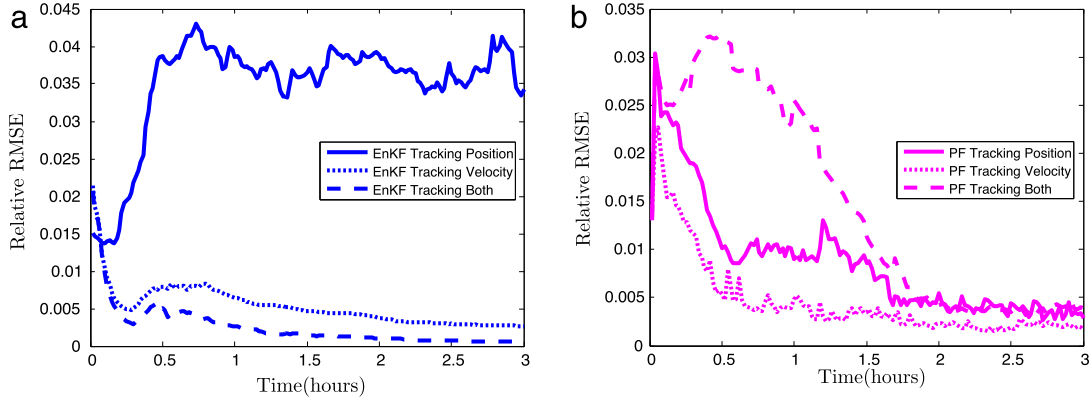 a
0.045
0.04
0.035
0.03
0.025
0.02
0.015
0.01
0.005
0
Relative RMSE
EnKF Tracking Position
EnKF Tracking Velocity
EnKF Tracking Both
0 0.5 1 1.5 2 2.5 3
Time(hours)
b
0.035
0.03
0.025
0.02
0.015
0.01
0.005
0
Relative RMSE
PF Tracking Position
PF Tracking Velocity
PF Tracking Both
0 0.5 1 1.5 2 2.5 3
Time(hours)